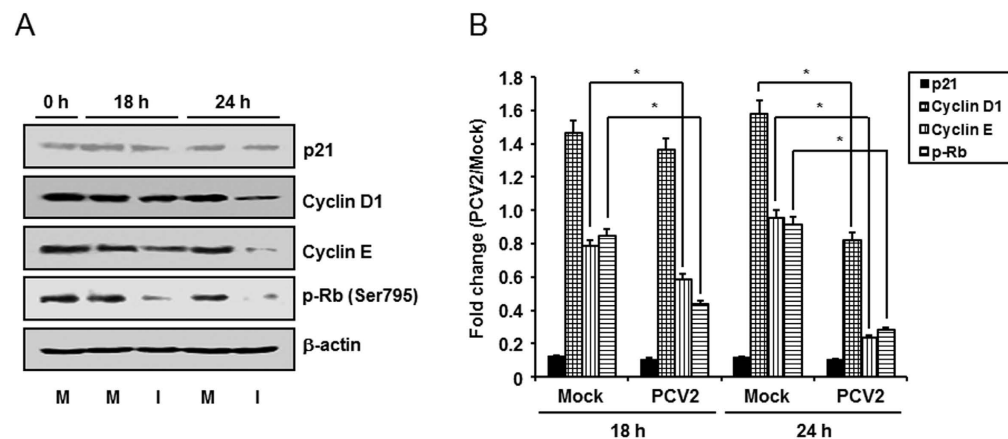 A
0 h 18 h 24 h
p21
Cyclin D1
Cyclin E
p-Rb (Ser795)
β-actin
M M I M I
B
Fold change (PCV2/Mock)
1.8
1.6
1.4
1.2
1.0
0.8
0.6
0.4
0.2
0
* * * * *
p21
Cyclin D1
Cyclin E
p-Rb
Mock PCV2 Mock PCV2
18 h 24 h